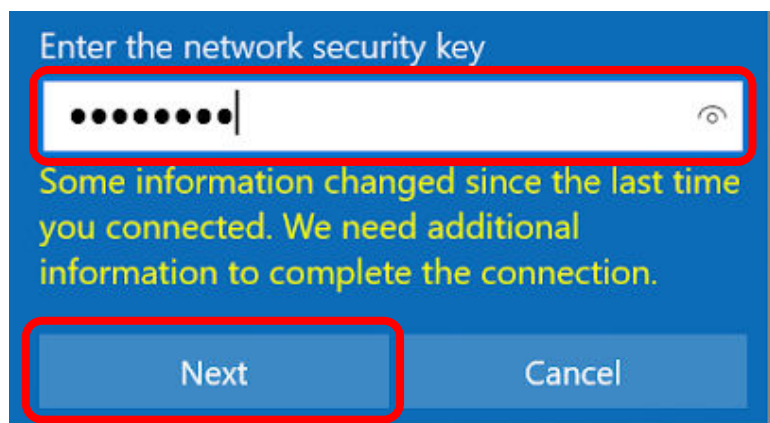 Enter the network security key
••••••••
Some information changed since the last time
you connected. We need additional
information to complete the connection.
Next Cancel